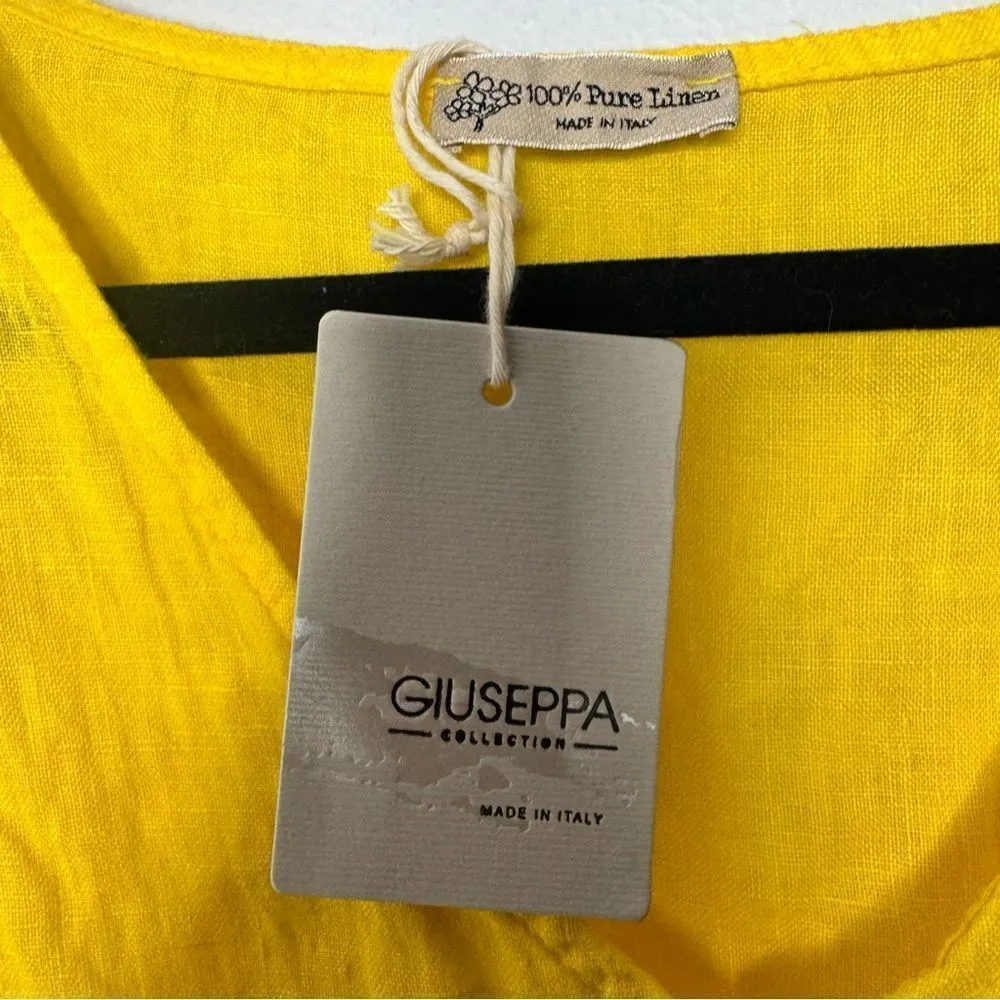 100% Pure Linen
MADE IN ITALY
GIUSEPPA
COLLECTION
MADE IN ITALY